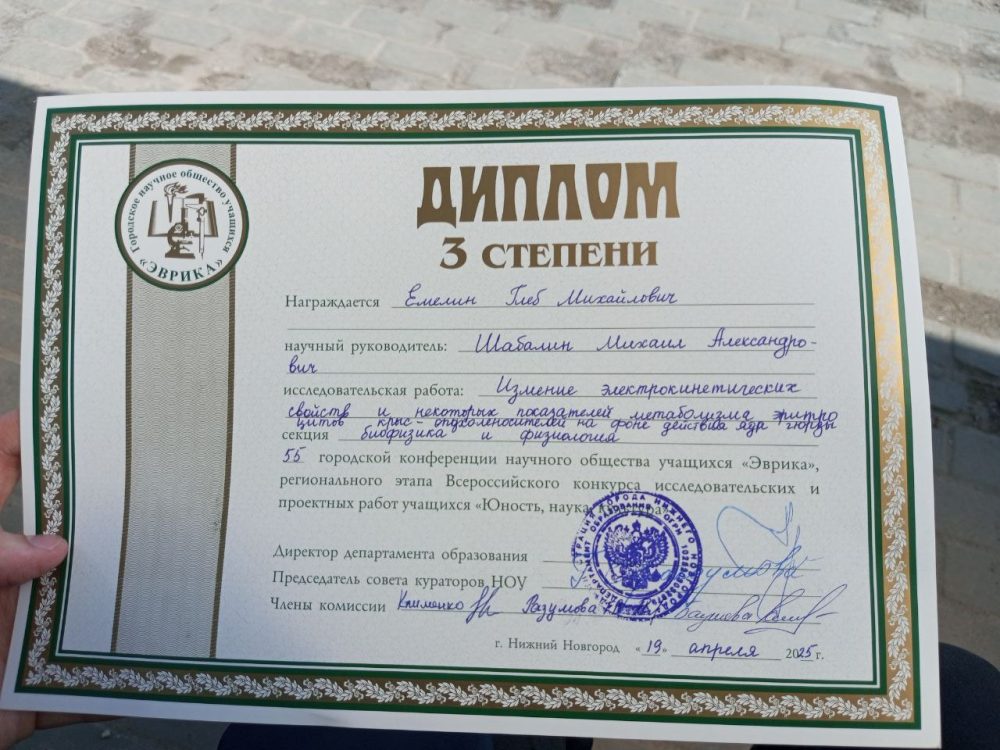 Городское научное общество учащихся
«ЭВРИКА»
ДИПЛОМ
3 СТЕПЕНИ
Награждается Емелин Глеб Михайлович
научный руководитель: Шабалин Михаил Александро-
вич
исследовательская работа: Измение электрокинетических
свойств и некоторых показателей метаболизма эритро
цитов крыс-опухоленосителей на фоне действия яда гюрзы
секция биофизика и физиология
55 городской конференции научного общества учащихся «Эврика»,
регионального этапа Всероссийского конкурса исследовательских и
проектных работ учащихся «Юность, наука, культура»
Директор департамента образования
Председатель совета кураторов НОУ
Члены комиссии Клименко Разумова
г. Нижний Новгород «19» апреля 2025 г.